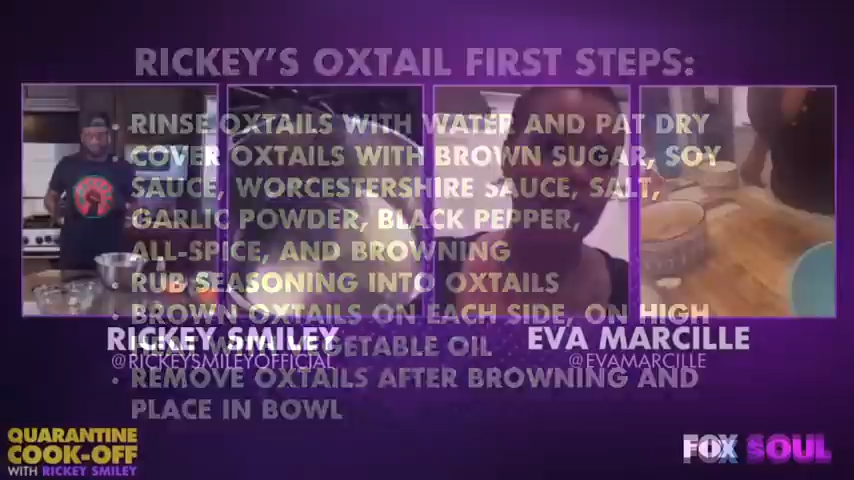 RICKEY'S OXTAIL FIRST STEPS:
• RINSE OXTAILS WITH WATER AND PAT DRY
• COVER OXTAILS WITH BROWN SUGAR, SOY
SAUCE, WORCESTERSHIRE SAUCE, SALT,
GARLIC POWDER, BLACK PEPPER,
ALL-SPICE, AND BROWNING
• RUB SEASONING INTO OXTAILS
• BROWN OXTAILS ON EACH SIDE, ON HIGH
HEAT WITH VEGETABLE OIL
• REMOVE OXTAILS AFTER BROWNING AND
PLACE IN BOWL
RICKEY SMILEY
@RICKEYSMILEYOFFICIAL
EVA MARCILLE
@EVAMARCILLE
QUARANTINE
COOK-OFF
WITH RICKEY SMILEY
FOX SOUL